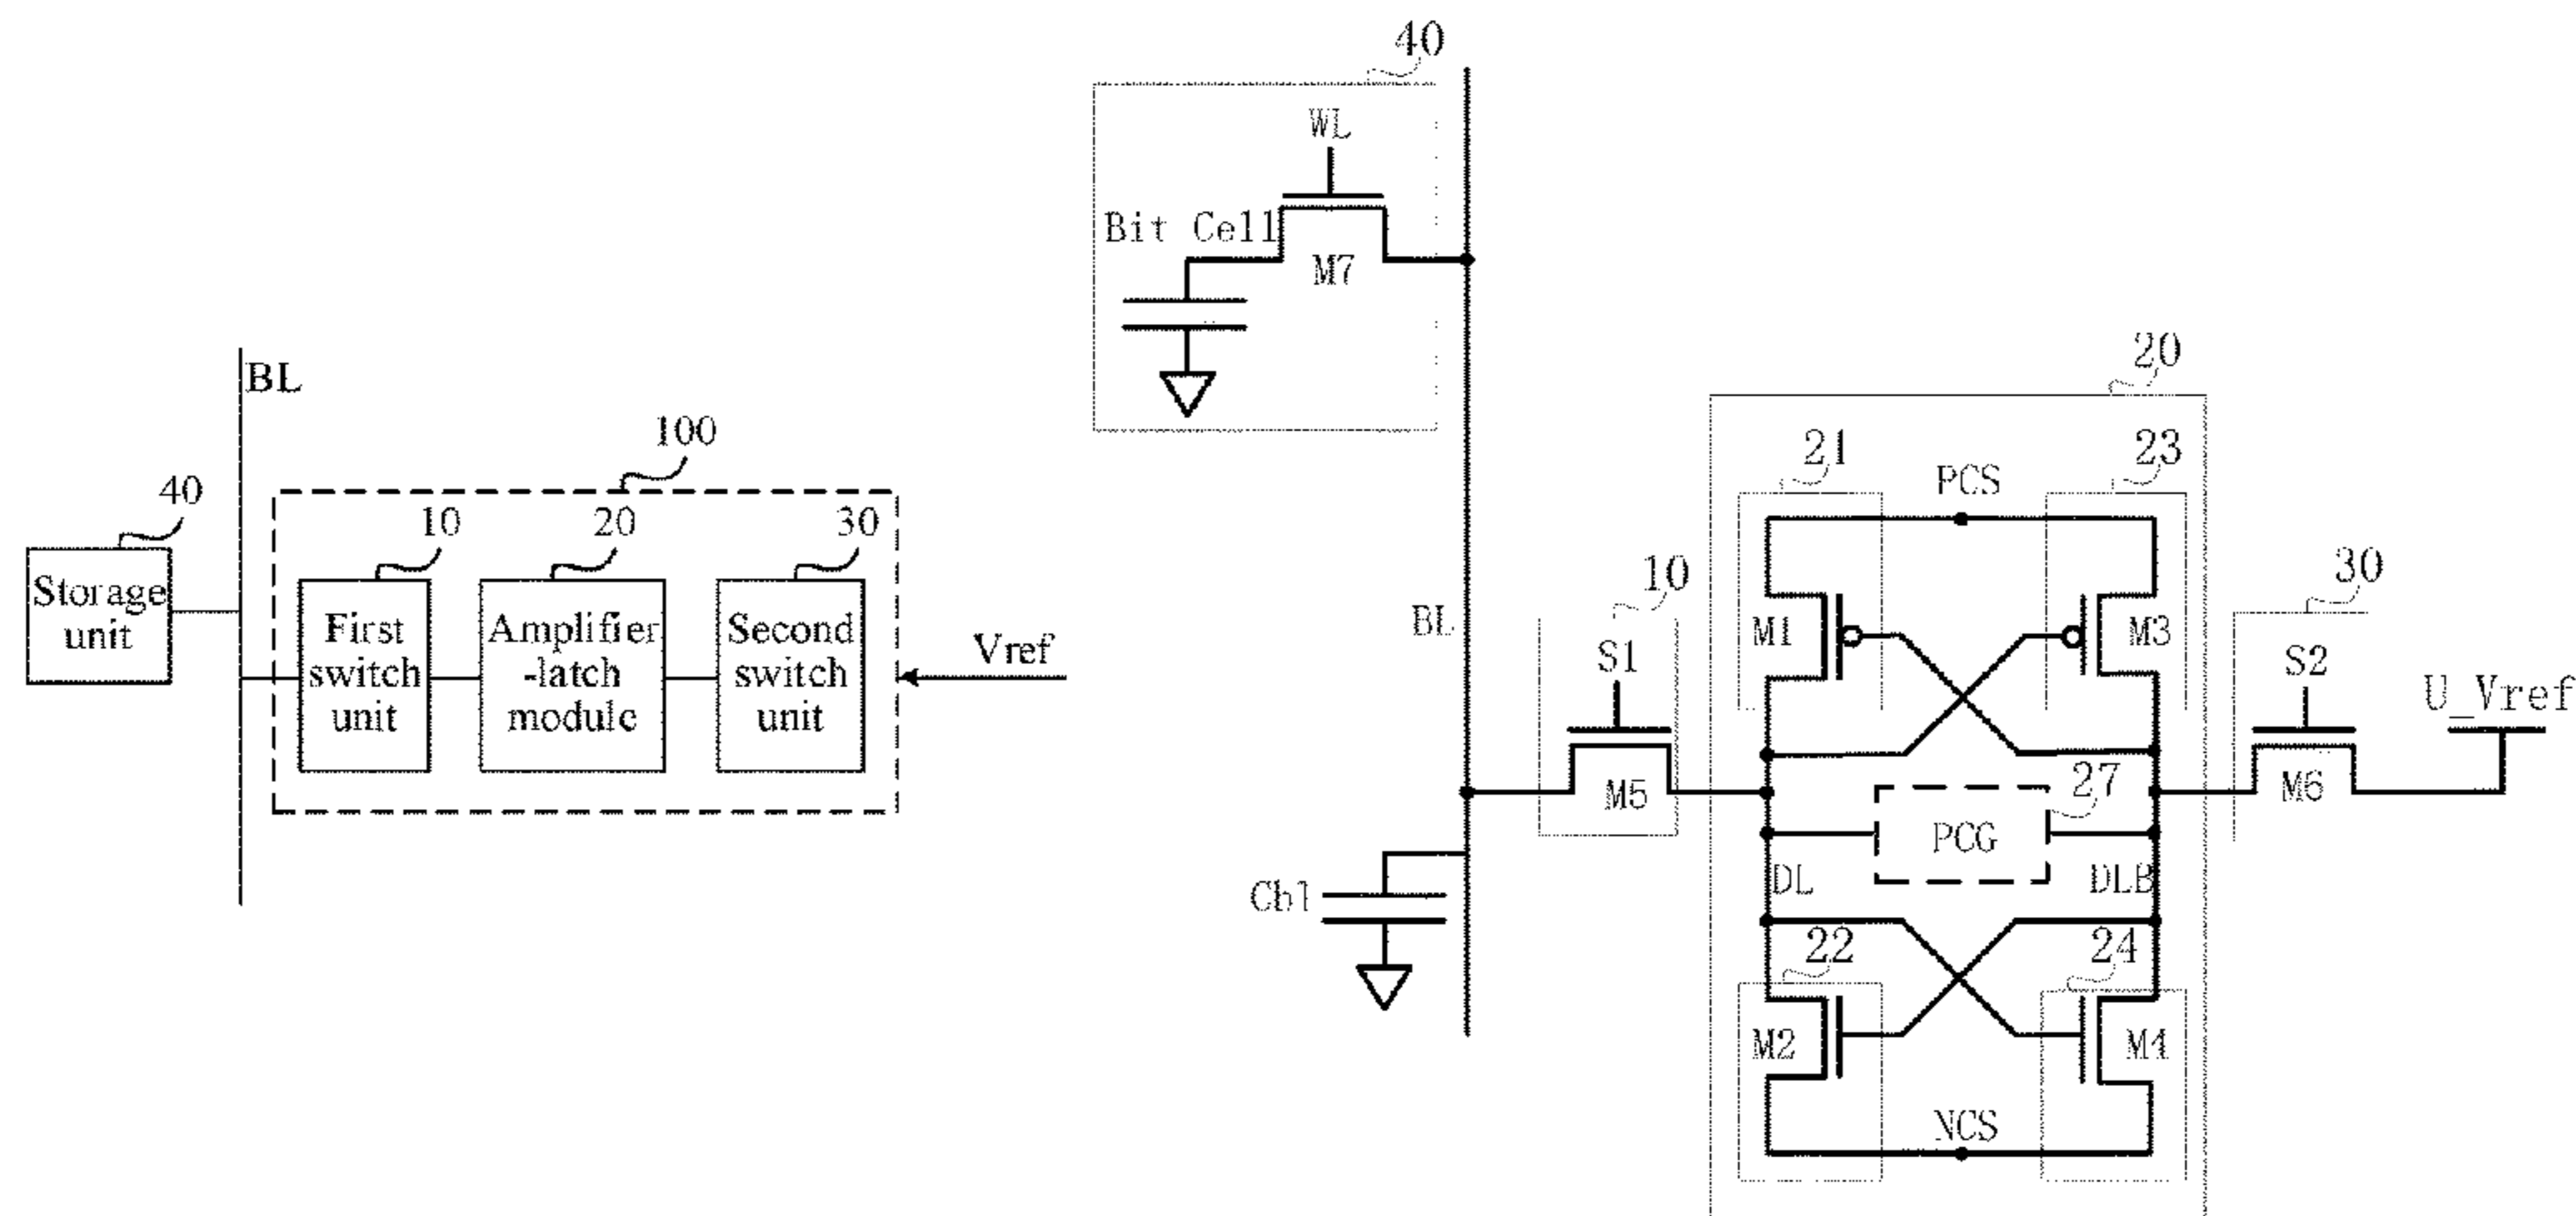 BL
100
40
10
20
30
Storage
unit
First
switch
unit
Amplifier
-latch
module
Second
switch
unit
Vref
40
WL
Bit Cell
M7
BL
10
S1
M5
Cbl
20
21
23
PCS
M1
M3
27
PCG
DL
DLB
22
24
M2
M4
NCS
30
S2
M6
U_Vref